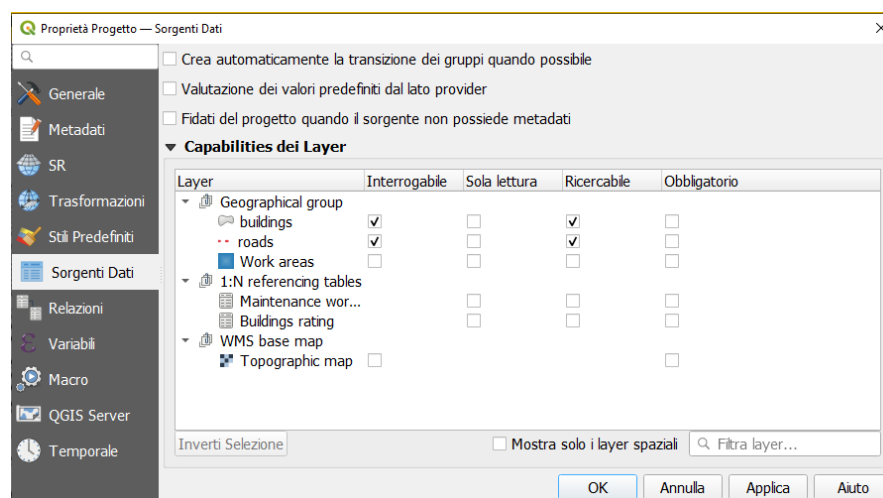 Proprietà Progetto — Sorgenti Dati
Crea automaticamente la transizione dei gruppi quando possibile
Valutazione dei valori predefiniti dal lato provider
Fidati del progetto quando il sorgente non possiede metadati
Generale
Metadati
SR
Trasformazioni
Stili Predefiniti
Sorgenti Dati
Relazioni
Variabili
Macro
QGIS Server
Temporale
Capabilities dei Layer
Layer Interrogabile Sola lettura Ricercabile Obbligatorio
Geographical group
buildings
roads
Work areas
1:N referencing tables
Maintenance wor...
Buildings rating
WMS base map
Topographic map
Inverti Selezione Mostra solo i layer spaziali Filtra layer...
OK Annulla Applica Aiuto